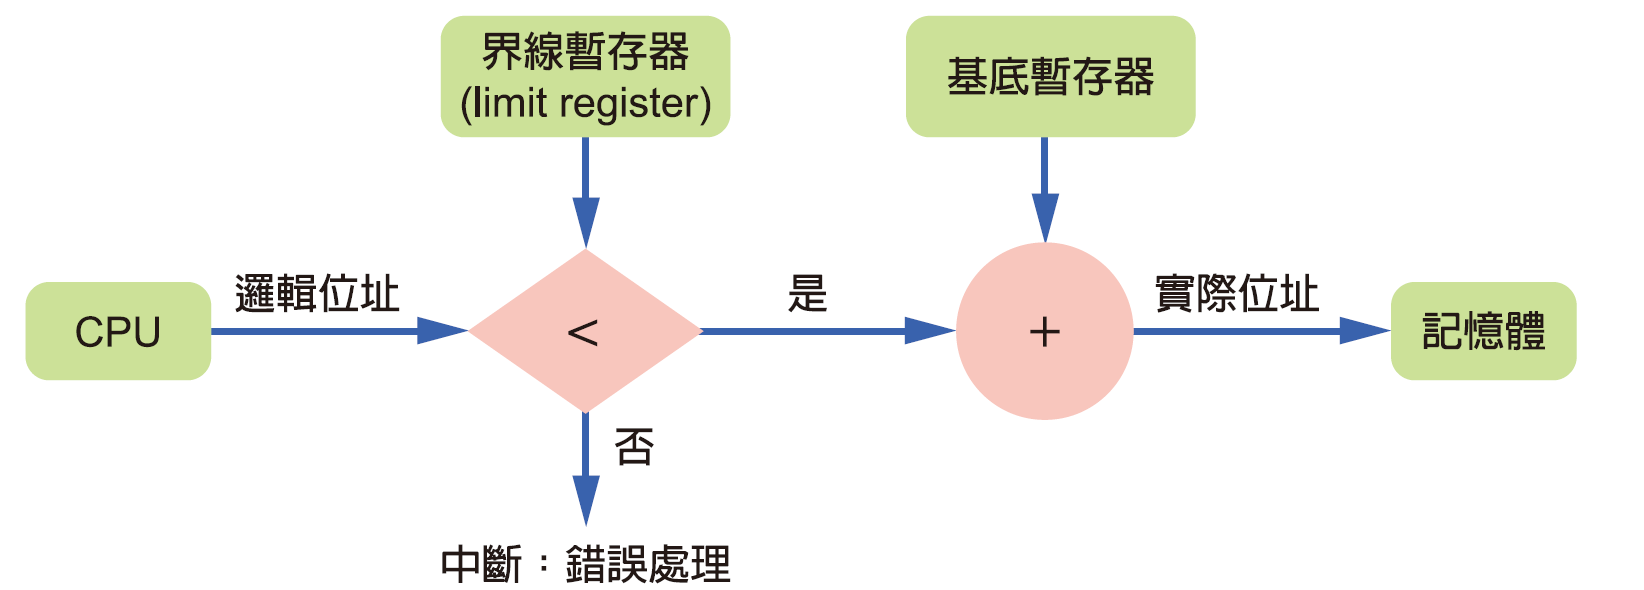 界線暫存器
(limit register)
基底暫存器
CPU
邏輯位址
<
是
+
實際位址
記憶體
否
中斷：錯誤處理